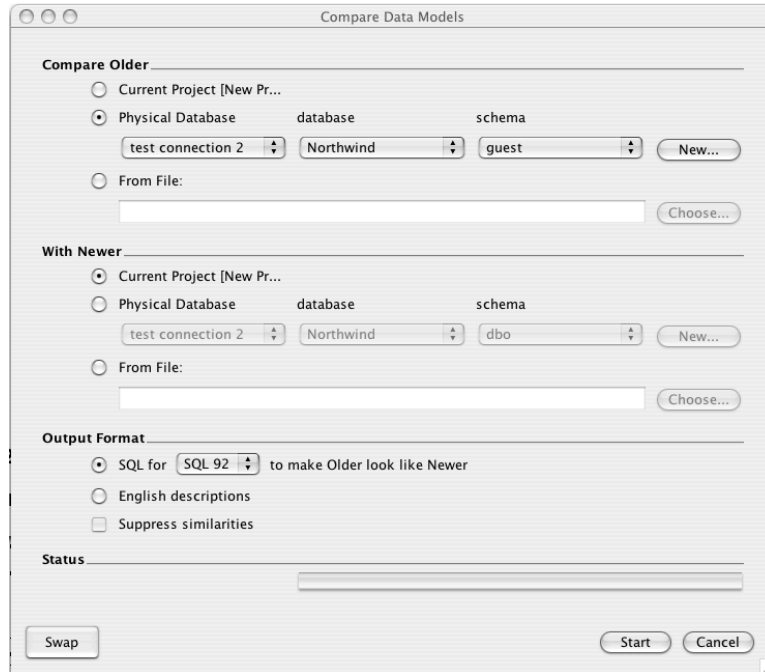 Compare Data Models
Compare Older
Current Project [New Pr...
Physical Database database schema
test connection 2 Northwind guest New...
From File:
Choose...
With Newer
Current Project [New Pr...
Physical Database database schema
test connection 2 Northwind dbo New...
From File:
Choose...
Output Format
SQL for SQL 92 to make Older look like Newer
English descriptions
Suppress similarities
Status
Swap Start Cancel